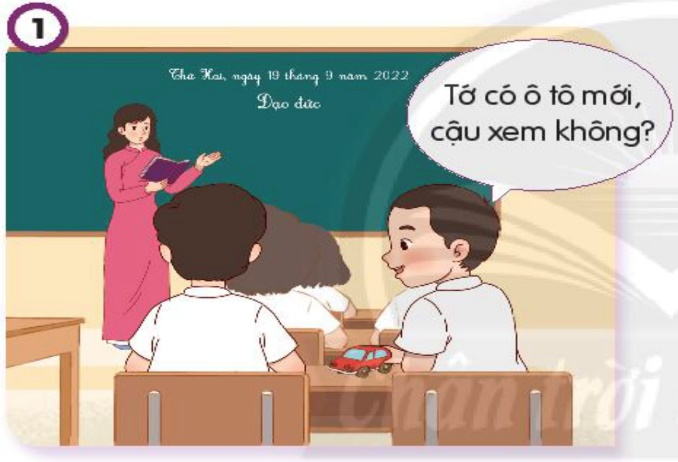 1
Thứ Hai, ngày 19 tháng 9 năm 2022
Đạo đức
Tớ có ô tô mới,
cậu xem không?
Chân trời